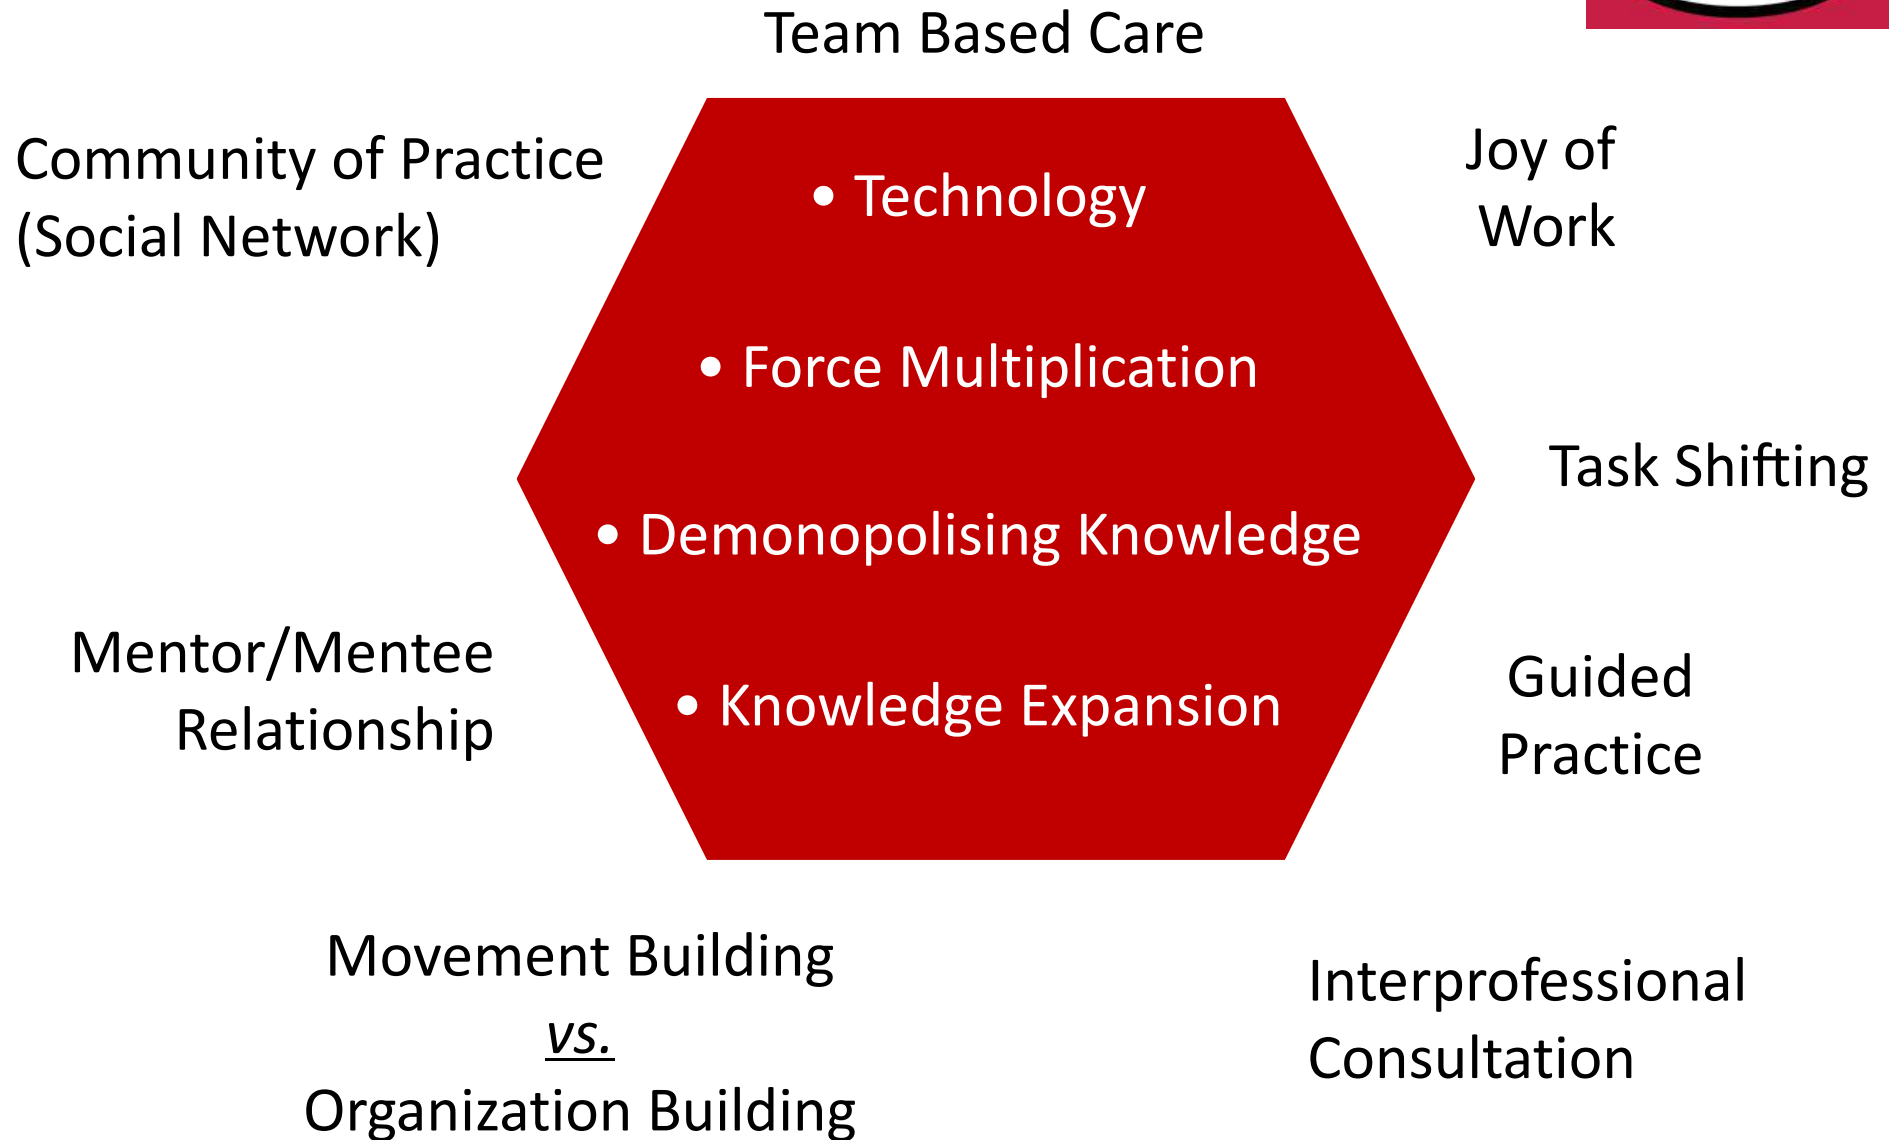 Team Based Care
Community of Practice
(Social Network)
Joy of
Work
• Technology
• Force Multiplication
• Demonopolising Knowledge
• Knowledge Expansion
Task Shifting
Mentor/Mentee
Relationship
Guided
Practice
Movement Building
vs.
Organization Building
Interprofessional
Consultation